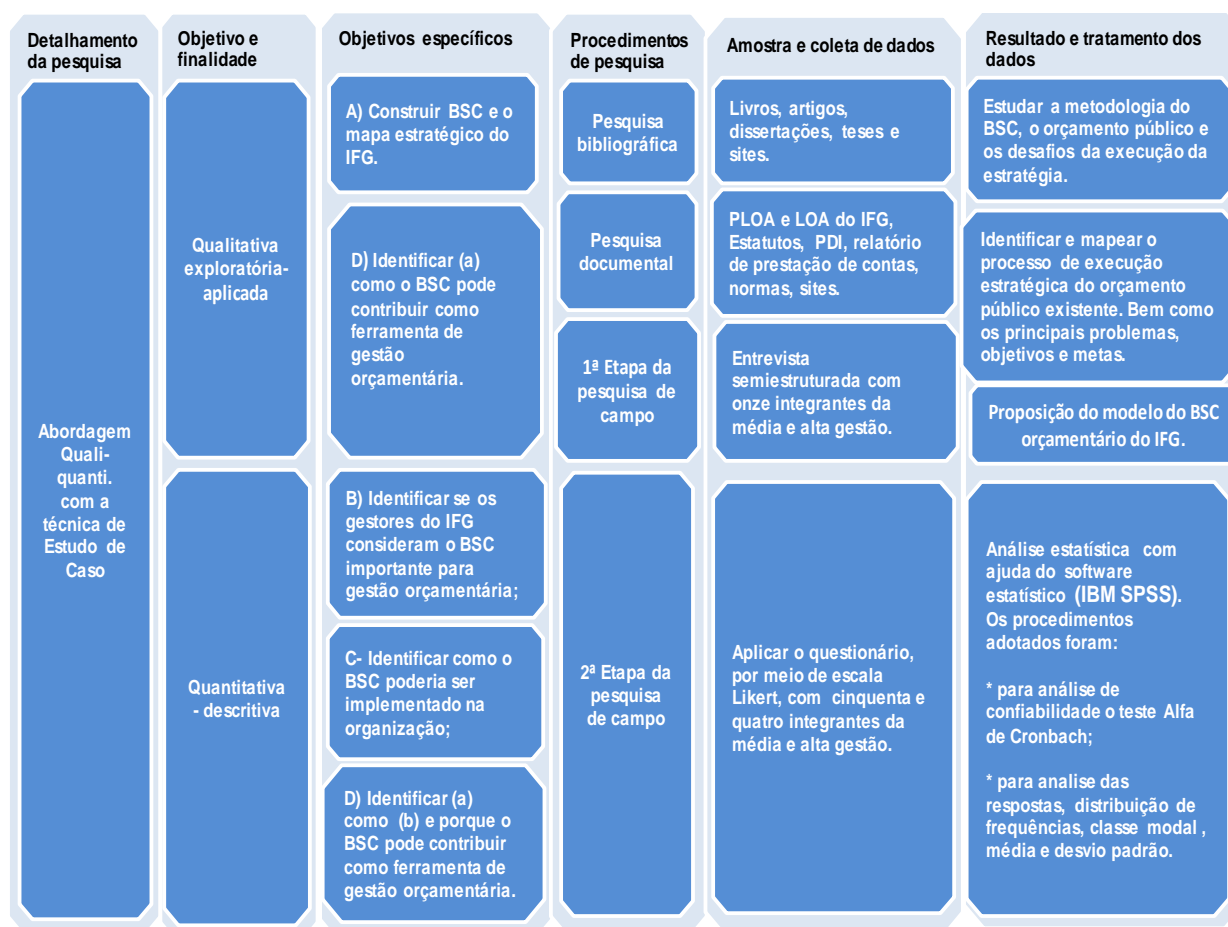 Detalhamento
da pesquisa
Abordagem
Quali-
quanti.
com a
técnica de
Estudo de
Caso
Objetivo e
finalidade
Qualitativa
exploratória-
aplicada
Quantitativa
- descritiva
Objetivos específicos
A) Construir BSC e o
mapa estratégico do
IFG.
D) Identificar (a)
como o BSC pode
contribuir como
ferramenta de
gestão
orçamentária.
B) Identificar se os
gestores do IFG
consideram o BSC
importante para
gestão orçamentária;
C- Identificar como o
BSC poderia ser
implementado na
organização;
D) Identificar (a)
como (b) e porque o
BSC pode contribuir
como ferramenta de
gestão orçamentária.
Procedimentos
de pesquisa
Pesquisa
bibliográfica
Pesquisa
documental
1ª Etapa da
pesquisa de
campo
2ª Etapa da
pesquisa
de campo
Amostra e coleta de dados
Livros, artigos,
dissertações, teses e
sites.
PLOA e LOA do IFG,
Estatutos, PDI, relatório
de prestação de contas,
normas, sites.
Entrevista
semiestruturada com
onze integrantes da
média e alta gestão.
Aplicar o questionário,
por meio de escala
Likert, com cinquenta e
quatro integrantes da
média e alta gestão.
Resultado e tratamento dos
dados
Estudar a metodologia do
BSC, o orçamento público e
os desafios da execução da
estratégia.
Identificar e mapear o
processo de execução
estratégica do orçamento
público existente. Bem como
os principais problemas,
objetivos e metas.
Proposição do modelo do BSC
orçamentário do IFG.
Análise estatística com
ajuda do software
estatístico (IBM SPSS).
Os procedimentos
adotados foram:
* para análise de
confiabilidade o teste Alfa
de Cronbach;
* para analise das
respostas, distribuição de
frequências, classe modal ,
média e desvio padrão.